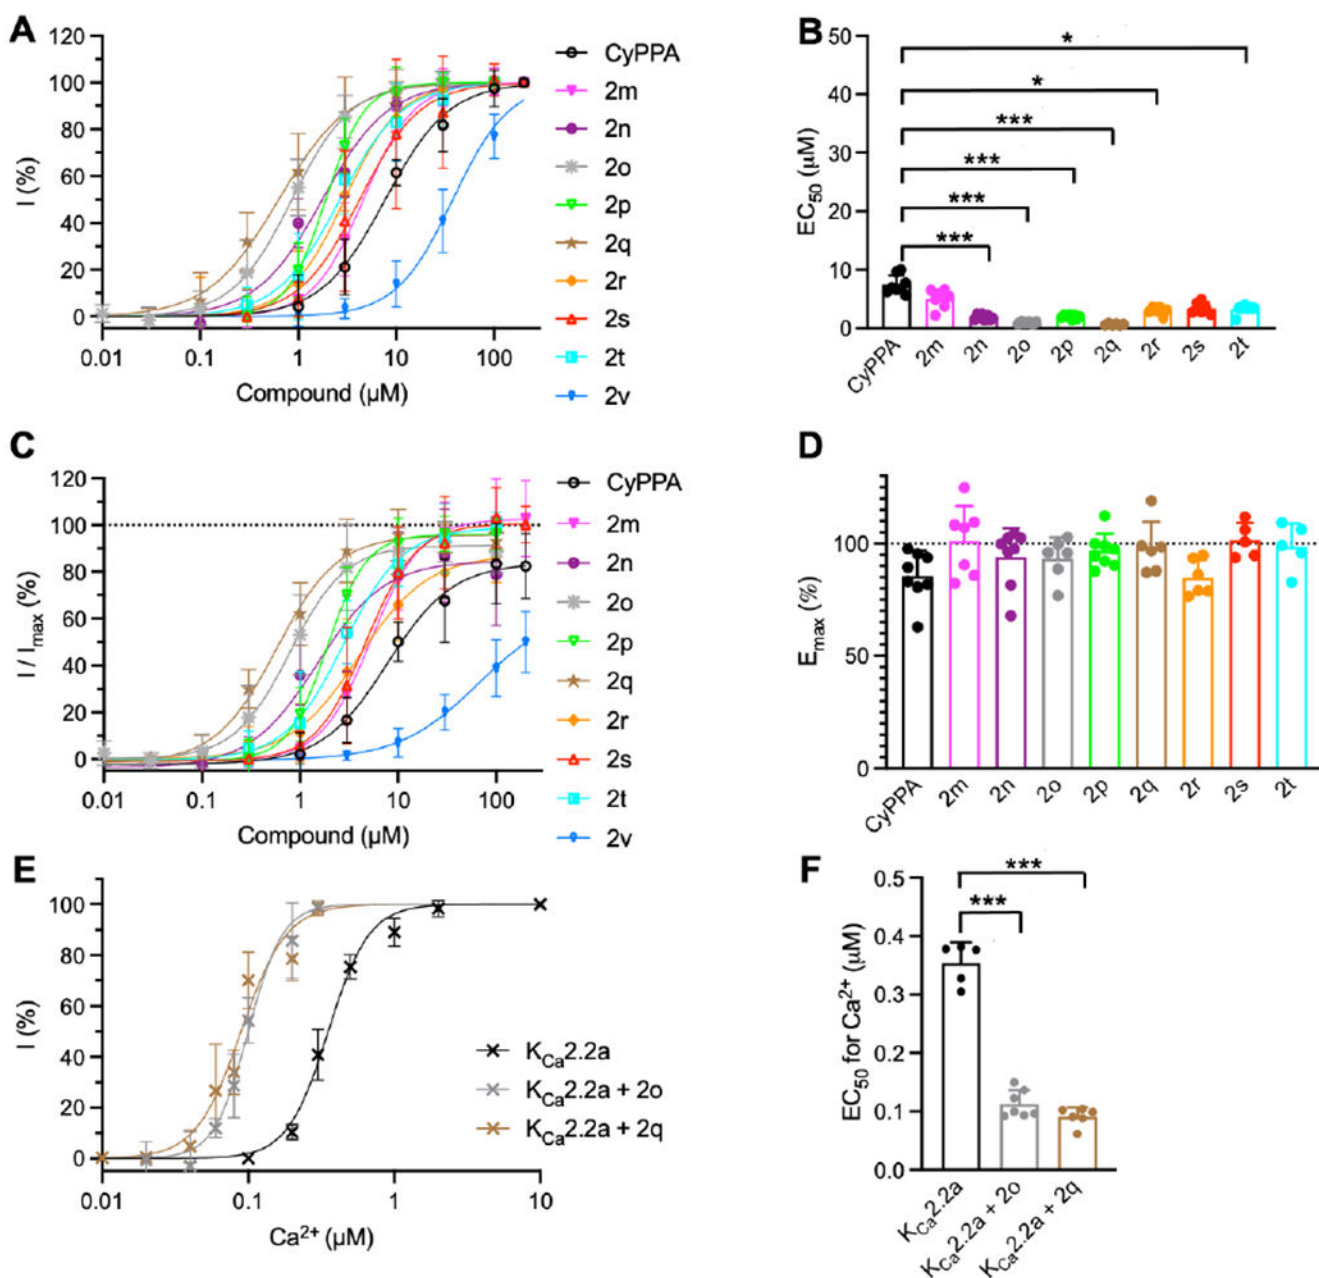 A
120
100
80
60
40
20
0
I (%)
0.01 0.1 1 10 100
Compound (µM)
CyPPA
2m
2n
2o
2p
2q
2r
2s
2t
2v
B
50
40
30
20
10
0
EC50 (µM)
*
*
***
***
***
***
CyPPA 2m 2n 2o 2p 2q 2r 2s 2t
C
120
100
80
60
40
20
0
I / Imax (%)
0.01 0.1 1 10 100
Compound (µM)
CyPPA
2m
2n
2o
2p
2q
2r
2s
2t
2v
D
100
50
0
Emax (%)
CyPPA 2m 2n 2o 2p 2q 2r 2s 2t
E
100
80
60
40
20
0
I (%)
0.01 0.1 1 10
Ca2+ (µM)
KCa2.2a
KCa2.2a + 2o
KCa2.2a + 2q
F
0.5
0.4
0.3
0.2
0.1
0.0
EC50 for Ca2+ (µM)
***
***
KCa2.2a
KCa2.2a + 2o
KCa2.2a + 2q